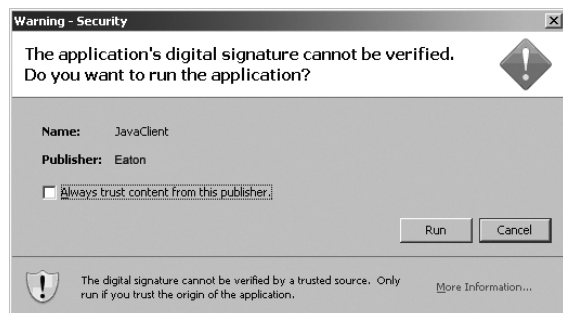 Warning - Security
The application's digital signature cannot be verified.
Do you want to run the application?
Name: JavaClient
Publisher: Eaton
Always trust content from this publisher.
Run Cancel
The digital signature cannot be verified by a trusted source. Only
run if you trust the origin of the application.
More Information...